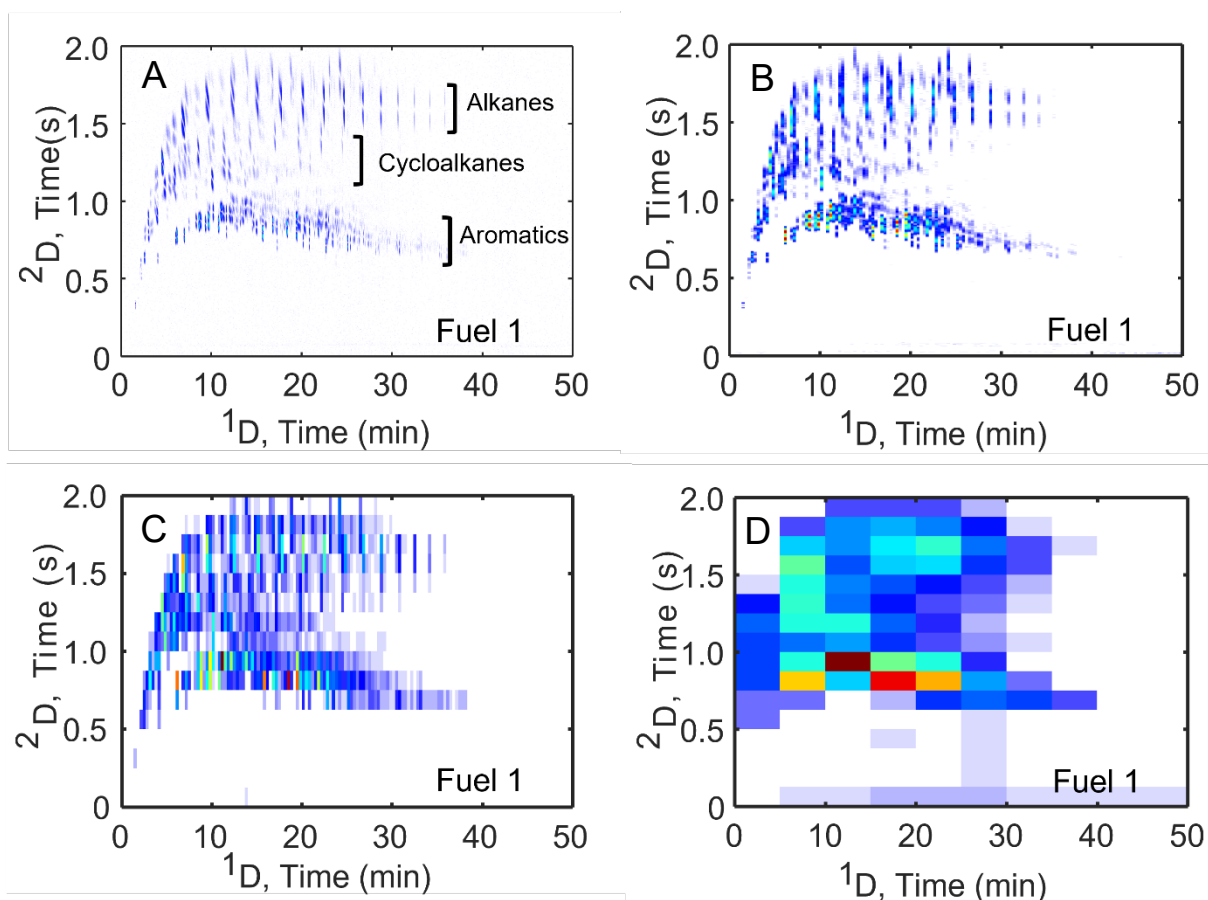 A
2.0
1.5
1.0
0.5
0
Alkanes
Cycloalkanes
Aromatics
Fuel 1
0 10 20 30 40 50
¹D, Time (min)
²D, Time(s)
B
2.0
1.5
1.0
0.5
0
Fuel 1
0 10 20 30 40 50
¹D, Time (min)
²D, Time (s)
C
2.0
1.5
1.0
0.5
0
Fuel 1
0 10 20 30 40 50
¹D, Time (min)
²D, Time (s)
D
2.0
1.5
1.0
0.5
0
Fuel 1
0 10 20 30 40 50
¹D, Time (min)
²D, Time (s)